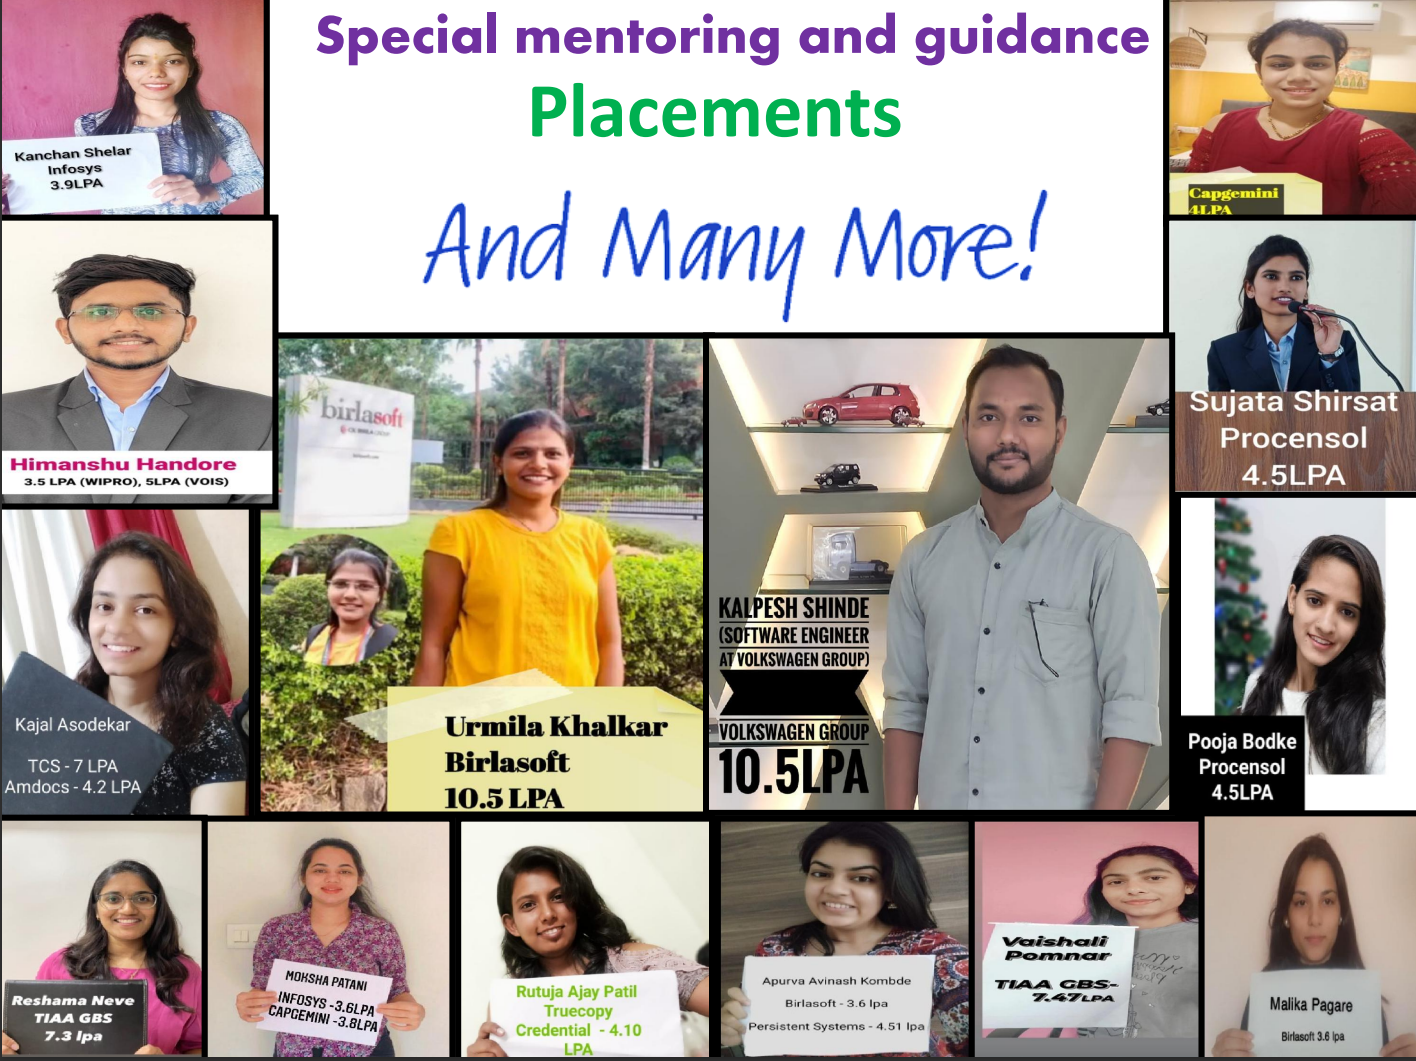 Special mentoring and guidance
Placements
And Many More!
Kanchan Shelar
Infosys
3.9LPA
Capgemini
4LPA
Himanshu Handore
3.5 LPA (WIPRO), 5LPA (VOIS)
birlasoft
Sujata Shirsat
Procensol
4.5LPA
Kajal Asodekar
TCS - 7 LPA
Amdocs - 4.2 LPA
Urmila Khalkar
Birlasoft
10.5 LPA
KALPESH SHINDE
(SOFTWARE ENGINEER
AT VOLKSWAGEN GROUP)
VOLKSWAGEN GROUP
10.5LPA
Pooja Bodke
Procensol
4.5LPA
Reshama Neve
TIAA GBS
7.3 lpa
MOKSHA PATANI
INFOSYS -3.6LPA
CAPGEMINI -3.8LPA
Rutuja Ajay Patil
Truecopy
Credential - 4.10
LPA
Apurva Avinash Kombde
Birlasoft - 3.6 lpa
Persistent Systems - 4.51 lpa
Vaishali
Pomnar
TIAA GBS-
7.47LPA
Malika Pagare
Birlasoft 3.6 lpa